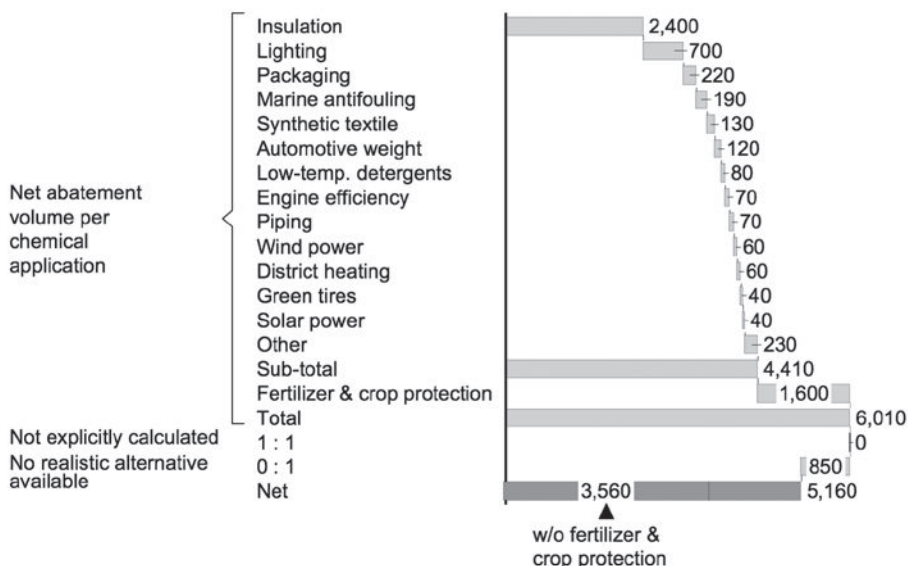 Insulation 2,400
Lighting 700
Packaging 220
Marine antifouling 190
Synthetic textile 130
Automotive weight 120
Low-temp. detergents 80
Net abatement
volume per
chemical
application
Engine efficiency 70
Piping 70
Wind power 60
District heating 60
Green tires 40
Solar power 40
Other 230
Sub-total 4,410
Fertilizer & crop protection 1,600
Total 6,010
Not explicitly calculated 1 : 1 0
No realistic alternative
available
0 : 1 850
Net 3,560 5,160
w/o fertilizer &
crop protection